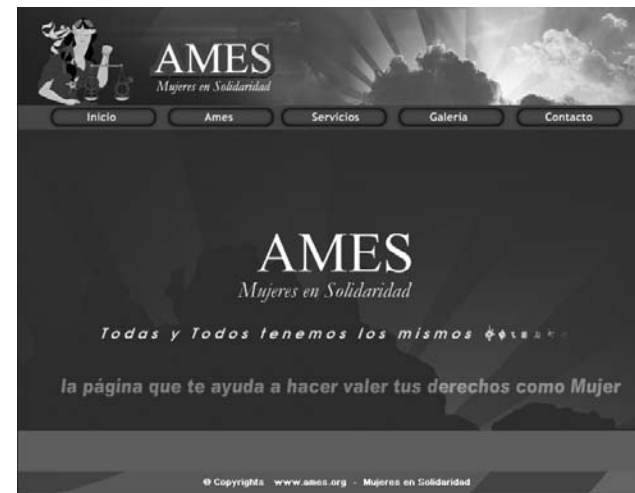 AMES
Mujeres en Solidaridad
Inicio Ames Servicios Galeria Contacto
AMES
Mujeres en Solidaridad
Todas y Todos tenemos los mismos
la página que te ayuda a hacer valer tus derechos como Mujer
© Copyrights www.ames.org - Mujeres en Solidaridad